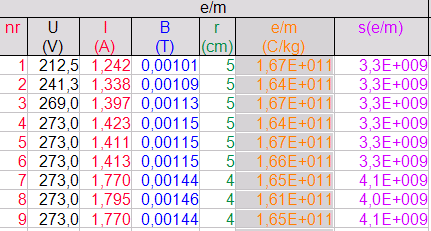 e/m
nr U I B r e/m s(e/m)
(V) (A) (T) (cm) (C/kg)
1 212,5 1,242 0,00101 5 1,67E+011 3,3E+009
2 241,3 1,338 0,00109 5 1,64E+011 3,3E+009
3 269,0 1,397 0,00113 5 1,67E+011 3,3E+009
4 273,0 1,423 0,00115 5 1,64E+011 3,3E+009
5 273,0 1,411 0,00115 5 1,67E+011 3,3E+009
6 273,0 1,413 0,00115 5 1,66E+011 3,3E+009
7 273,0 1,770 0,00144 4 1,65E+011 4,1E+009
8 273,0 1,795 0,00146 4 1,61E+011 4,0E+009
9 273,0 1,770 0,00144 4 1,65E+011 4,1E+009